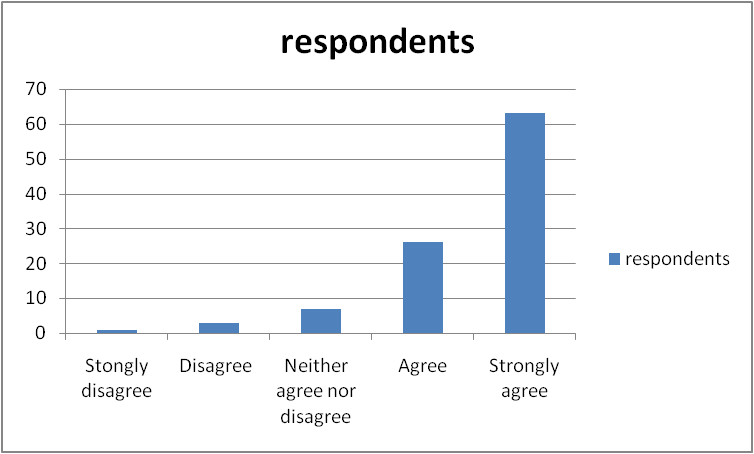 respondents
70
60
50
40
30
20
10
0
Stongly
disagree
Disagree
Neither
agree nor
disagree
Agree
Strongly
agree
respondents